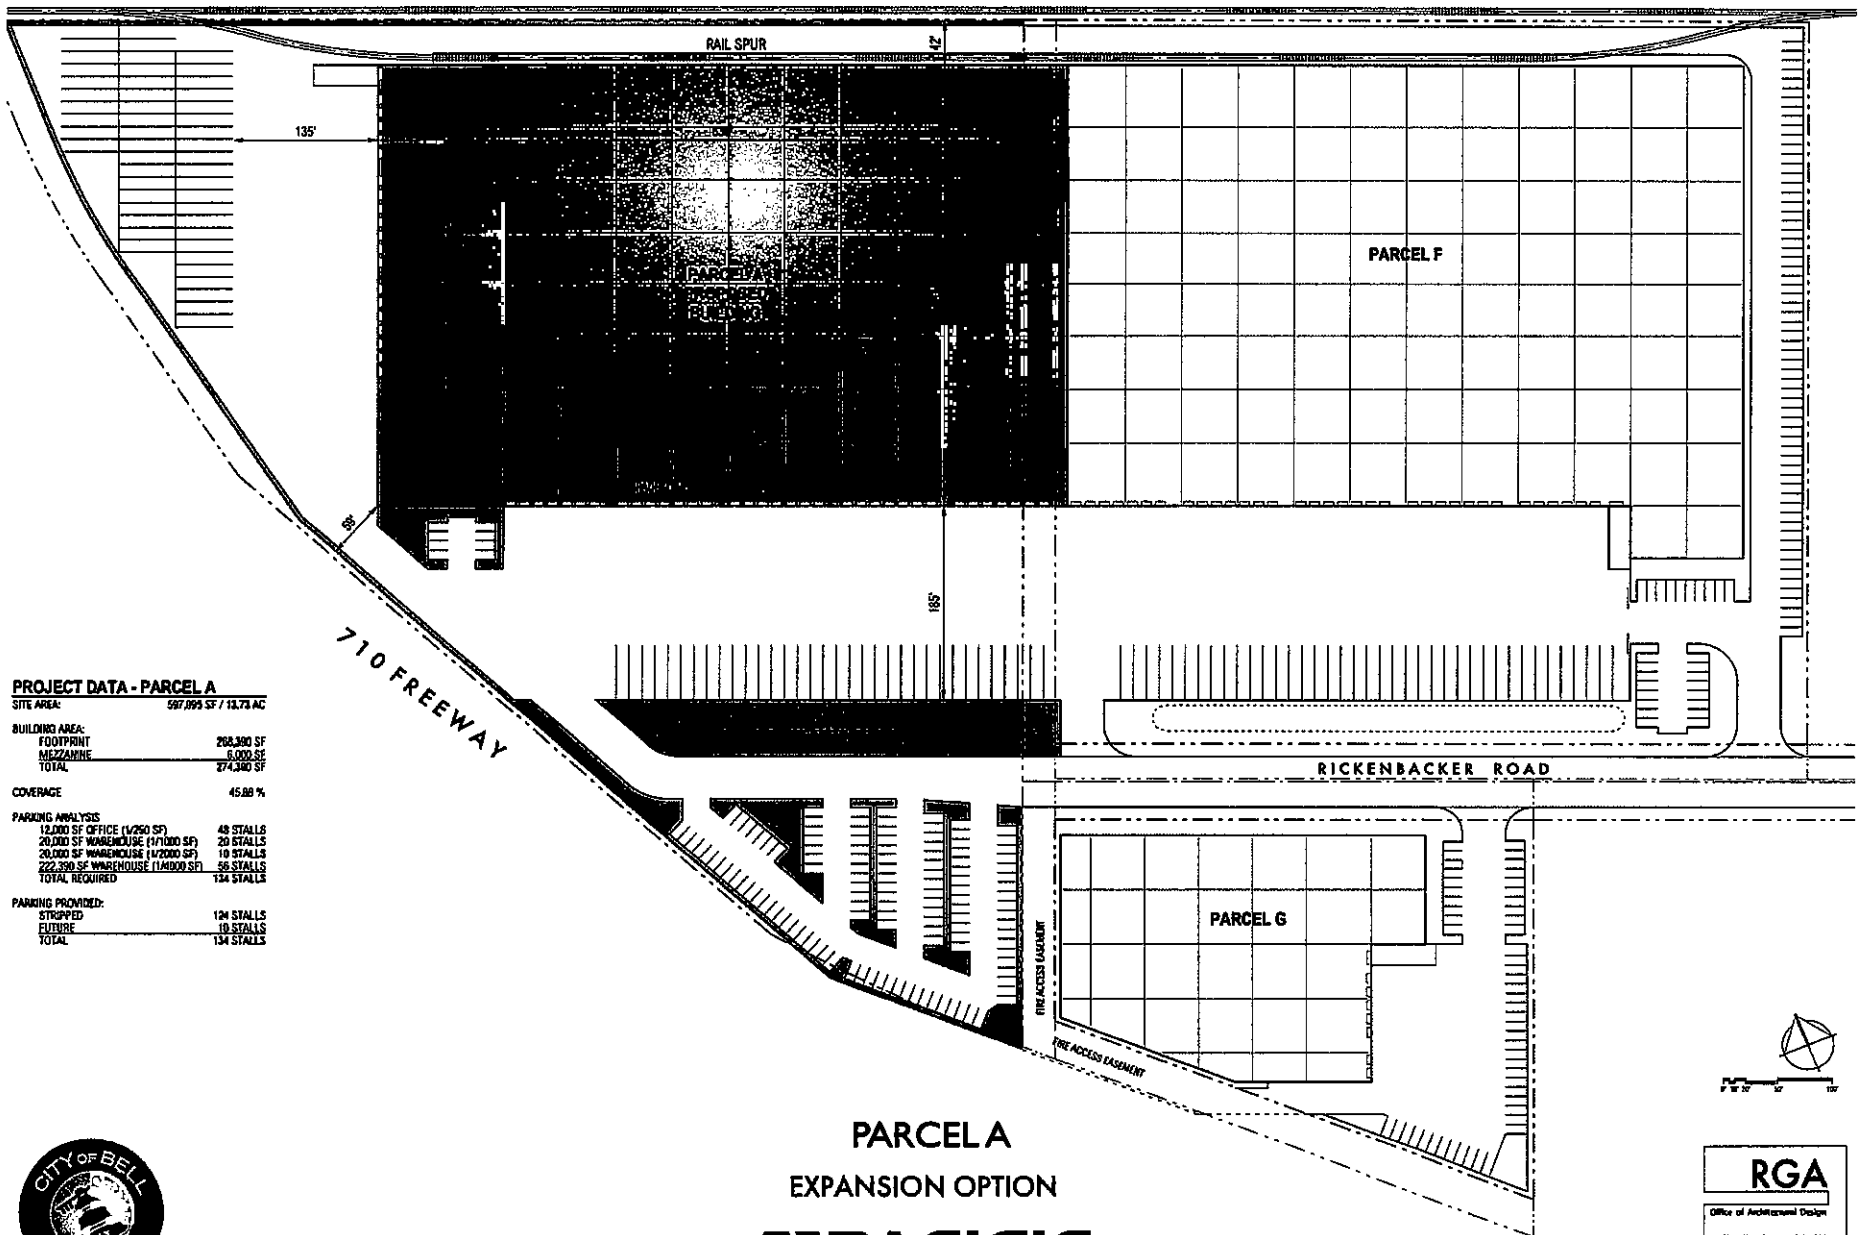 RAIL SPUR
42'
135'
PARCEL A
BUILDING
PARCEL F
59'
185'
710 FREEWAY
RICKENBACKER ROAD
PROJECT DATA - PARCEL A
SITE AREA: 597,995 SF / 13.73 AC
BUILDING AREA:
FOOTPRINT 268,390 SF
MEZZANINE 6,000 SF
TOTAL 274,390 SF
COVERAGE 45.88 %
PARKING ANALYSIS
12,000 SF OFFICE (1/250 SF) 48 STALLS
20,000 SF WAREHOUSE (1/1000 SF) 20 STALLS
20,000 SF WAREHOUSE (1/2000 SF) 10 STALLS
222,390 SF WAREHOUSE (1/4000 SF) 56 STALLS
TOTAL REQUIRED 134 STALLS
PARKING PROVIDED:
STRIPPED 124 STALLS
FUTURE 10 STALLS
TOTAL 134 STALLS
PARCEL G
FIRE ACCESS EASEMENT
FIRE ACCESS EASEMENT
PARCEL A
EXPANSION OPTION
CITY OF BELL
RGA
Office of Architectural Design